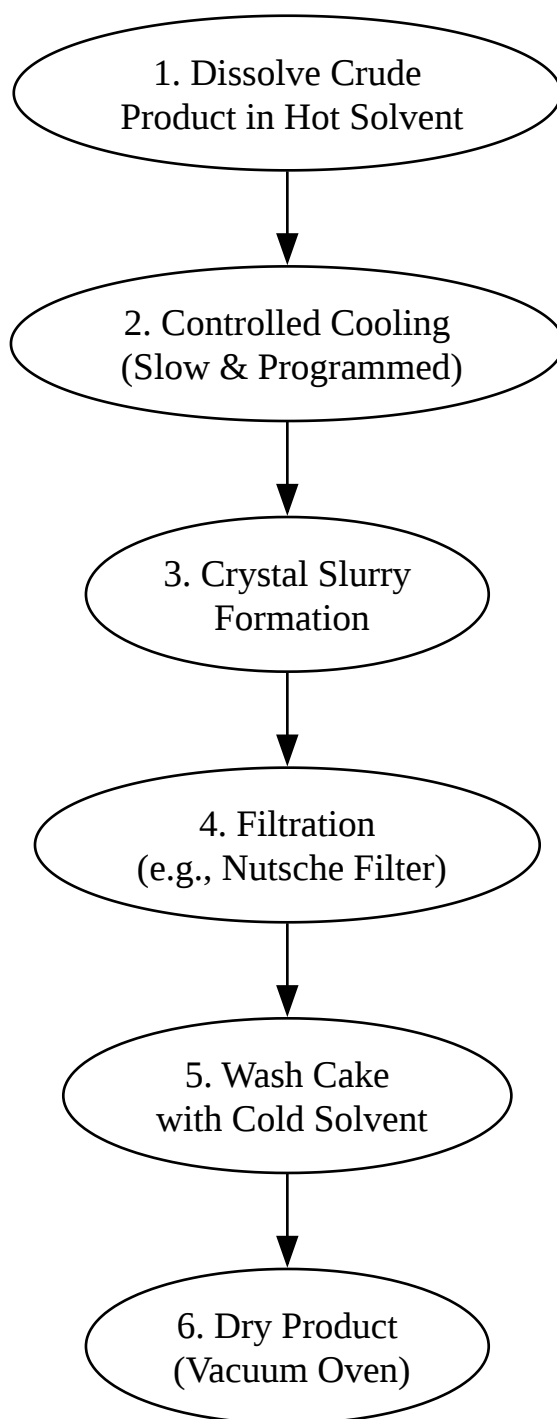 1. Dissolve Crude
Product in Hot Solvent
2. Controlled Cooling
(Slow & Programmed)
3. Crystal Slurry
Formation
4. Filtration
(e.g., Nutsche Filter)
5. Wash Cake
with Cold Solvent
6. Dry Product
(Vacuum Oven)